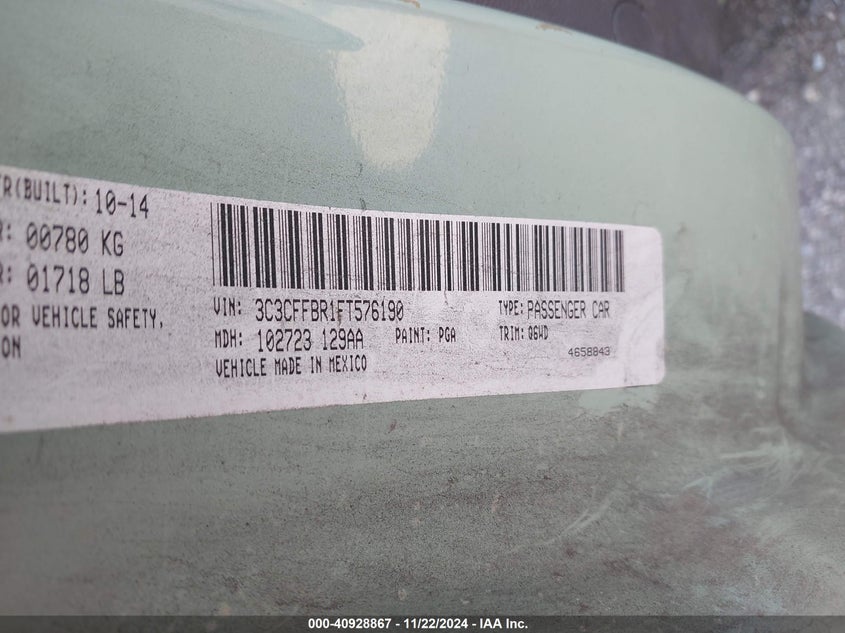 R(BUILT): 10-14
R: 00780 KG
R: 01718 LB
OR VEHICLE SAFETY,
ON
VIN: 3C3CFFBR1FT576190
TYPE: PASSENGER CAR
MDH: 102723 129AA
PAINT: PGA
TRIM: Q6WD
VEHICLE MADE IN MEXICO
4658843
000-40928867 - 11/22/2024 - IAA Inc.